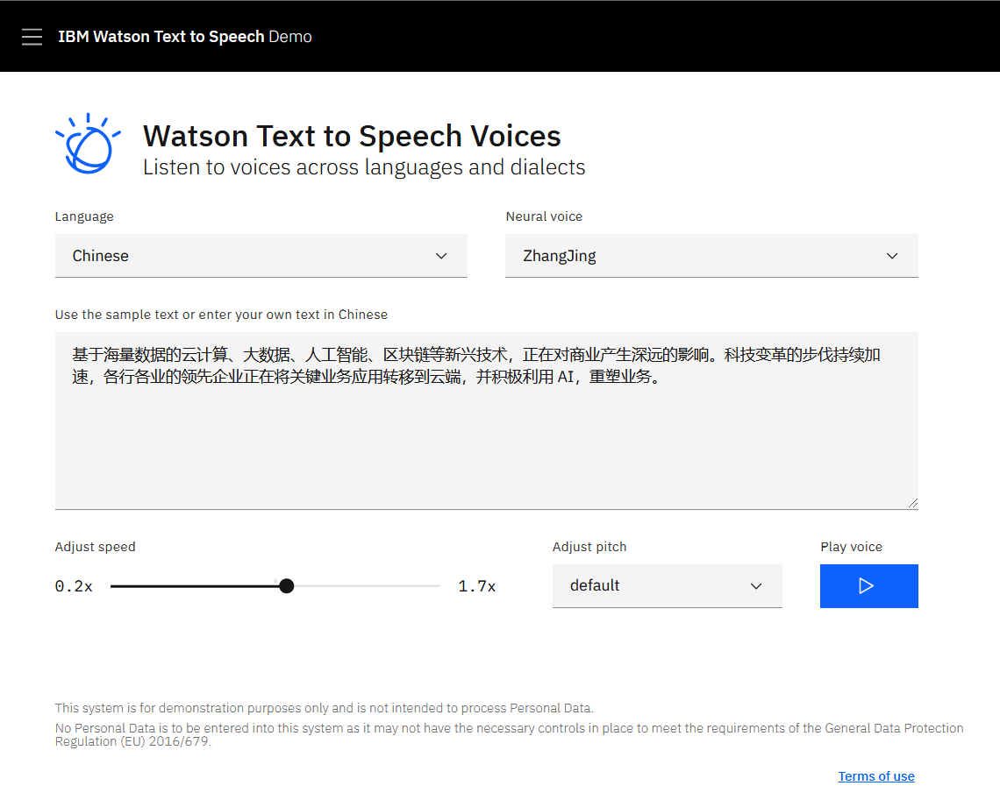 IBM Watson Text to Speech Demo
Watson Text to Speech Voices
Listen to voices across languages and dialects
Language
Neural voice
Chinese
ZhangJing
Use the sample text or enter your own text in Chinese
基于海量数据的云计算、大数据、人工智能、区块链等新兴技术，正在对商业产生深远的影响。科技变革的步伐持续加
速，各行各业的领先企业正在将关键业务应用转移到云端，并积极利用 AI，重塑业务。
Adjust speed
Adjust pitch
Play voice
0.2x
1.7x
default
This system is for demonstration purposes only and is not intended to process Personal Data.
No Personal Data is to be entered into this system as it may not have the necessary controls in place to meet the requirements of the General Data Protection
Regulation (EU) 2016/679.
Terms of use